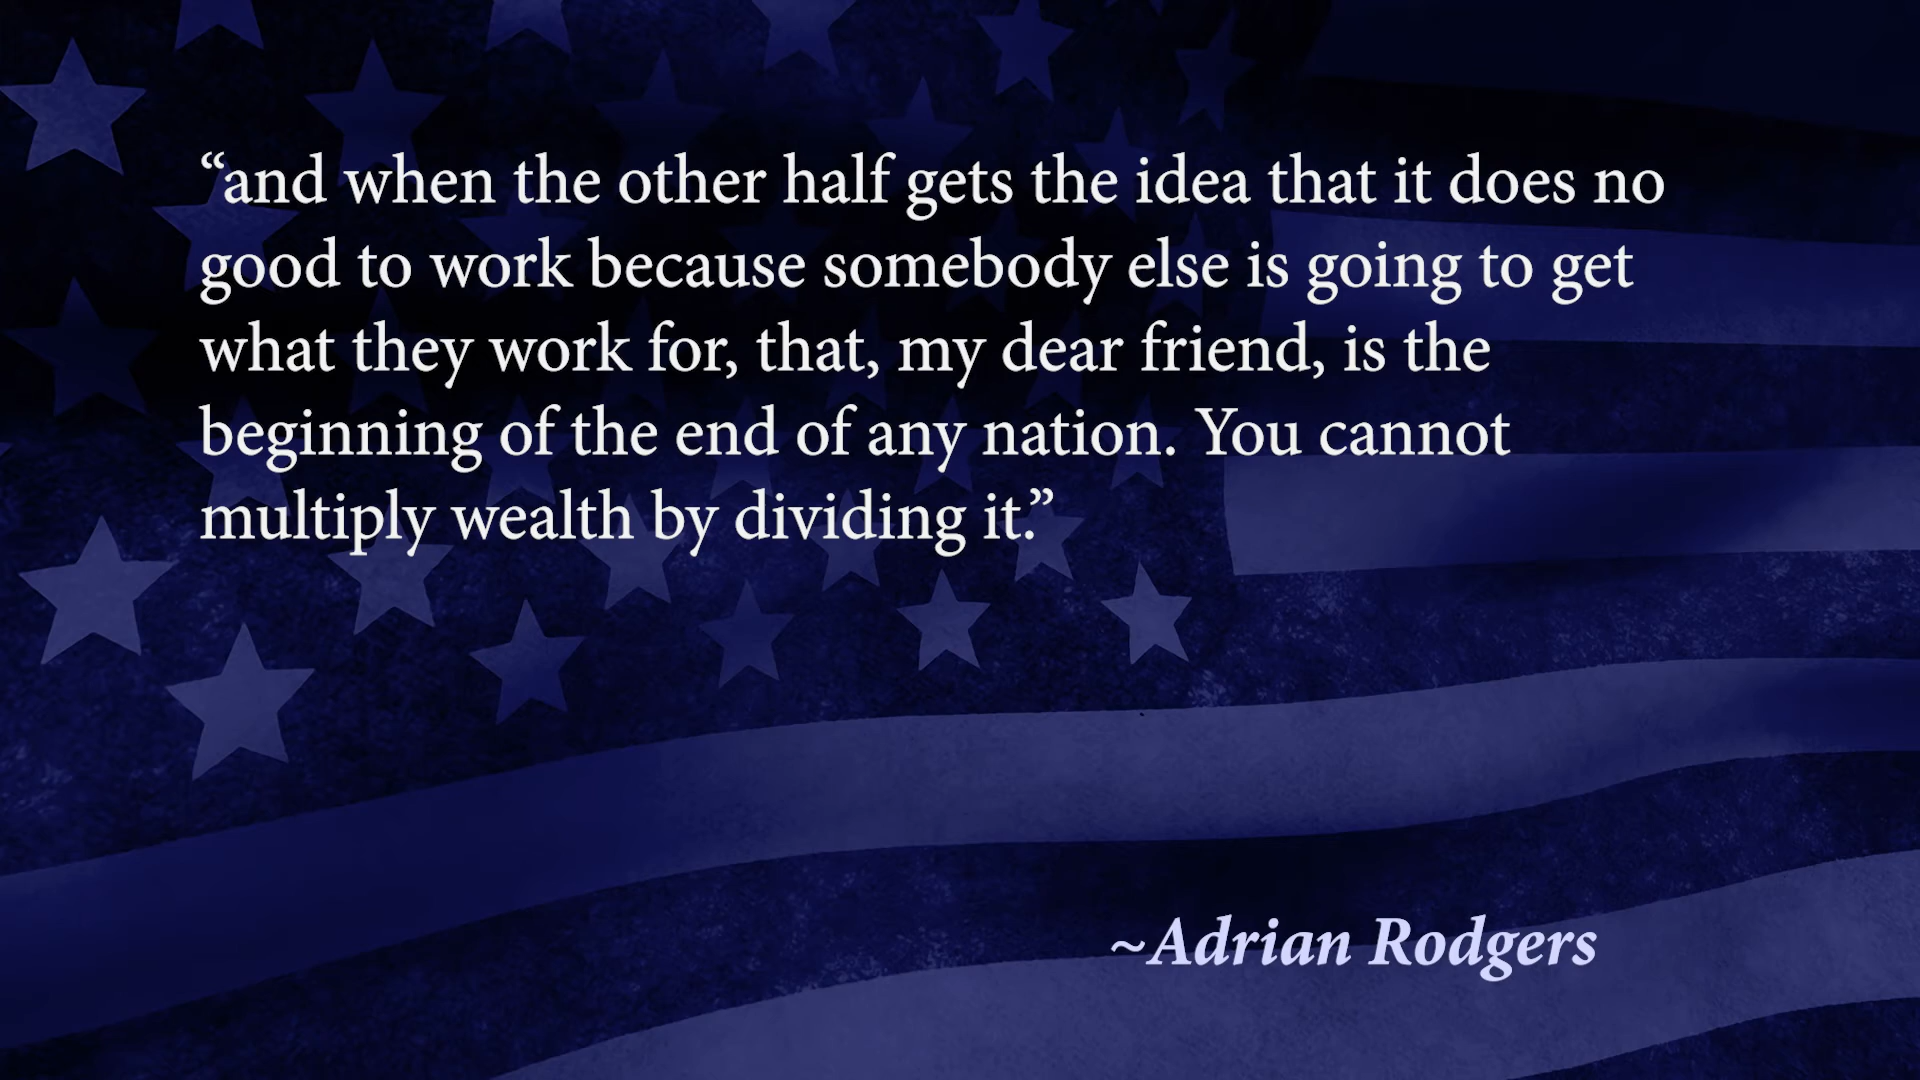 “and when the other half gets the idea that it does no
good to work because somebody else is going to get
what they work for, that, my dear friend, is the
beginning of the end of any nation. You cannot
multiply wealth by dividing it.”
~Adrian Rodgers